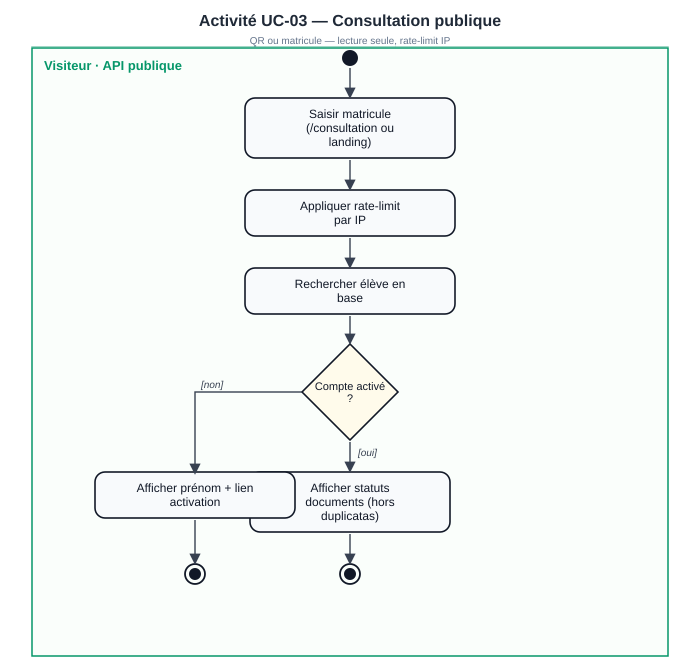 Activité UC-03 — Consultation publique
QR ou matricule — lecture seule, rate-limit IP
Visiteur · API publique
Saisir matricule
(/consultation ou
landing)
Appliquer rate-limit
par IP
Rechercher élève en
base
Compte activé
?
[non]
[oui]
Afficher prénom + lien
activation
Afficher statuts
documents (hors
duplicatas)